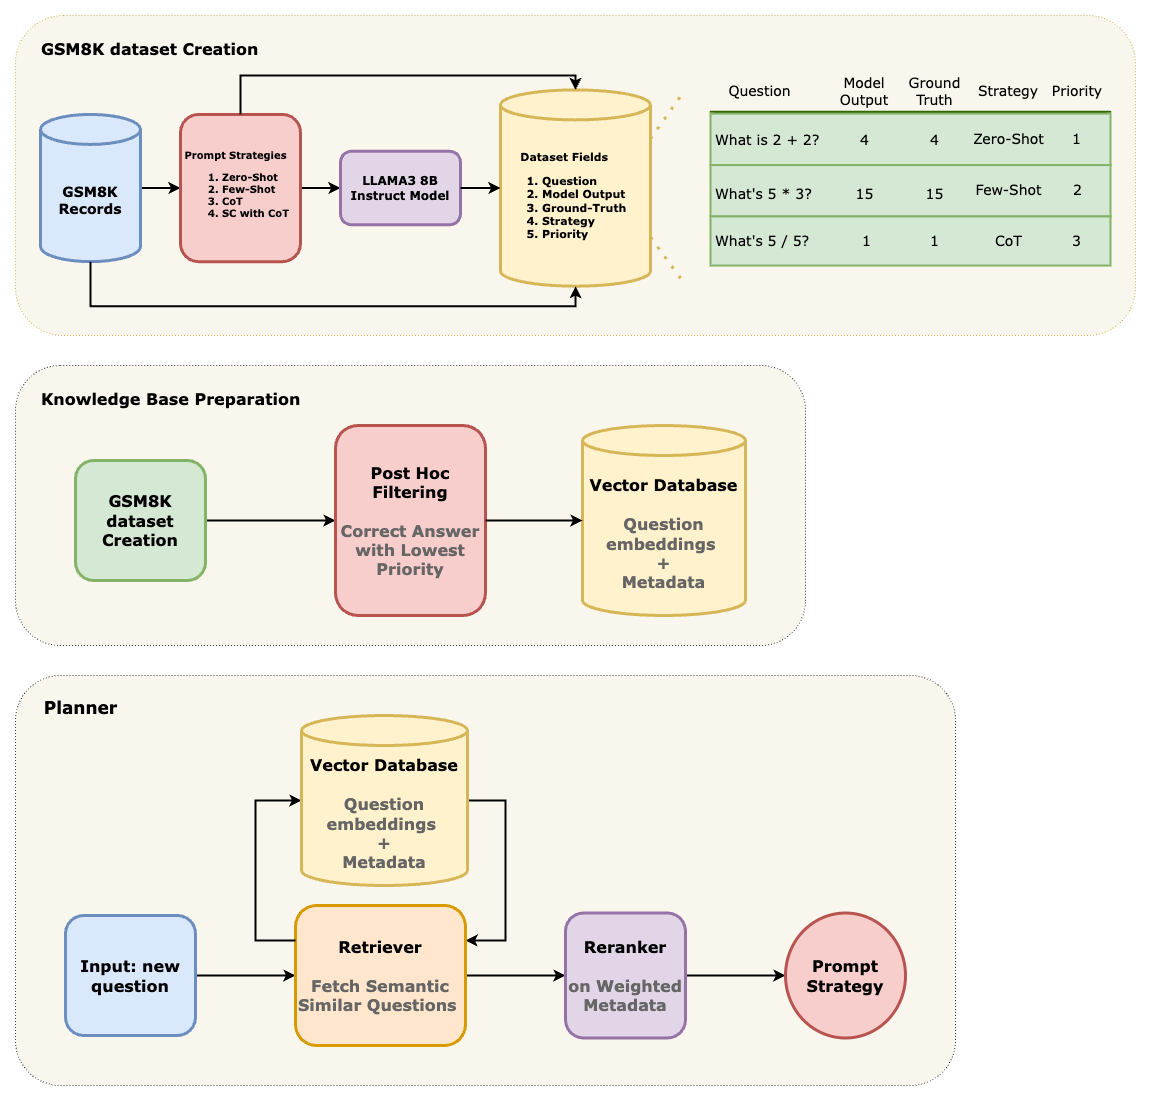 GSM8K dataset Creation
GSM8K
Records
Prompt Strategies
1. Zero-Shot
2. Few-Shot
3. CoT
4. SC with CoT
LLAMA3 8B
Instruct Model
Dataset Fields
1. Question
2. Model Output
3. Ground-Truth
4. Strategy
5. Priority
Question Model Output Ground Truth Strategy Priority
What is 2 + 2? 4 4 Zero-Shot 1
What's 5 * 3? 15 15 Few-Shot 2
What's 5 / 5? 1 1 CoT 3
Knowledge Base Preparation
GSM8K
dataset
Creation
Post Hoc
Filtering
Correct Answer
with Lowest
Priority
Vector Database
Question
embeddings
+
Metadata
Planner
Vector Database
Question
embeddings
+
Metadata
Input: new
question
Retriever
Fetch Semantic
Similar Questions
Reranker
on Weighted
Metadata
Prompt
Strategy